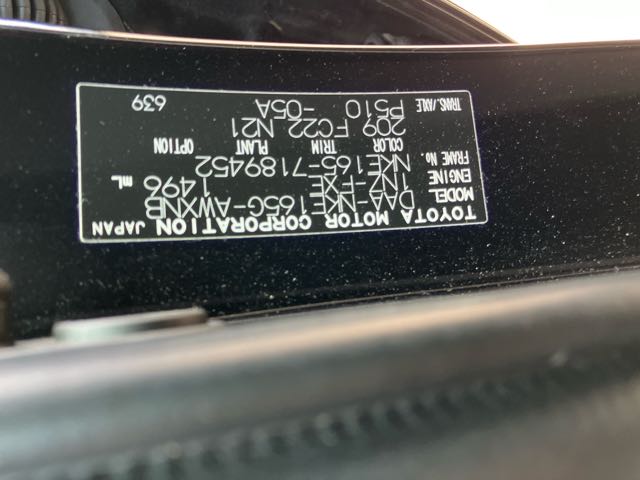 TOYOTA MOTOR CORPORATION JAPAN
MODEL DAA-NKE165G-AWXNB
ENGINE 1NZ-FXE 1496 mL
FRAME No. NKE165-7189452
COLOR TRIM PLANT OPTION
209 FC22 N21
TRANS./AXLE P510 -05A
639